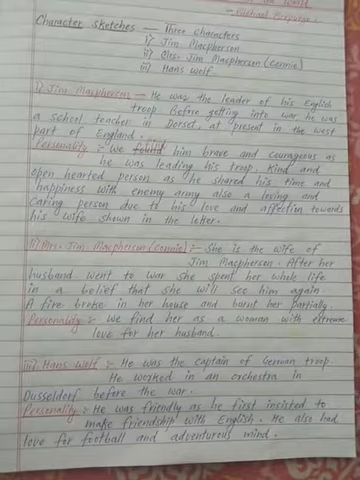 World
- Michael Morpurgo
Character Sketches - Three Characters
i) Jim Macpherson
ii) Mrs. Jim Macpherson (Connie)
iii) Hans Wolf.
i) Jim Macpherson - He was the leader of his English
troop Before getting into war he was
a school teacher in Dorset, at present in the west
part of England.
Personality :- we found him brave and courageous as
he was leading his troop. Kind and
open hearted person as he shared his time and
happiness with enemy army also a loving and
Caring person due to his love and affection towards
his wife shown in the letter.
ii) Mrs. Jim Macpherson (Connie) :- She is the wife of
Jim Macpherson. After her
husband went to war she spent her whole life
in a belief that she will see him again.
A fire broke in her house and burnt her partially.
Personality :- we find her as a woman with extreme
love for her husband.
iii) Hans Wolf :- He was the captain of German troop.
He worked in an orchestra in
Dusseldorf before the war.
Personality :- He was friendly as he first insisted to
make friendship with English. He also had
love for football and adventurous mind.